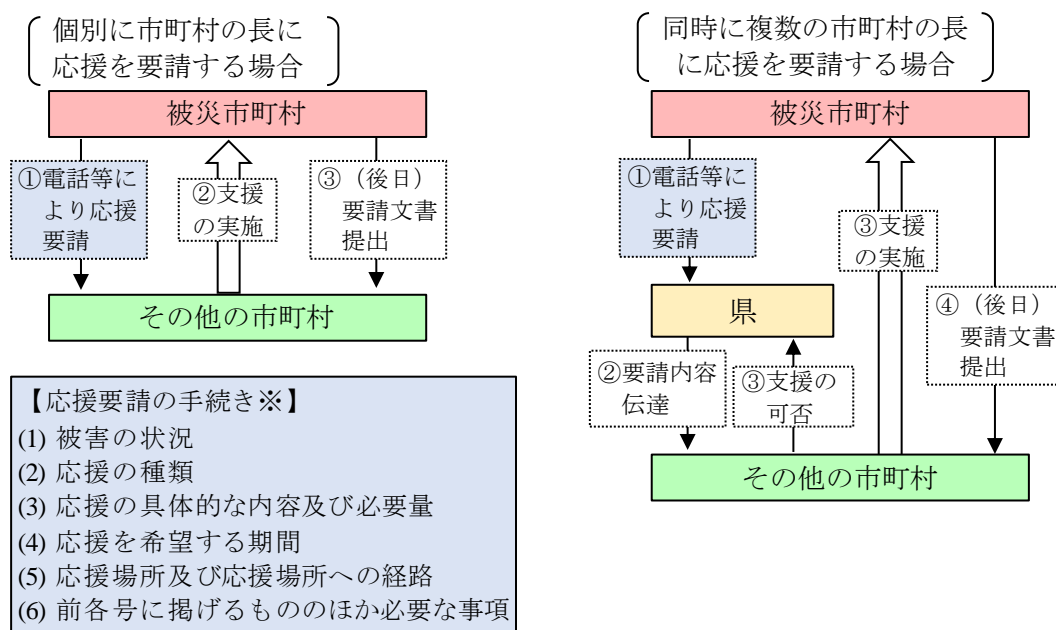 個別に市町村の長に
応援を要請する場合
被災市町村
①電話等に
より応援
要請
②支援
の実施
③（後日）
要請文書
提出
その他の市町村
【応援要請の手続き※】
(1) 被害の状況
(2) 応援の種類
(3) 応援の具体的な内容及び必要量
(4) 応援を希望する期間
(5) 応援場所及び応援場所への経路
(6) 前各号に掲げるもののほか必要な事項
同時に複数の市町村の長
に応援を要請する場合
被災市町村
①電話等に
より応援
要請
県
②要請内容
伝達
③支援の
可否
③支援
の実施
④（後日）
要請文書
提出
その他の市町村